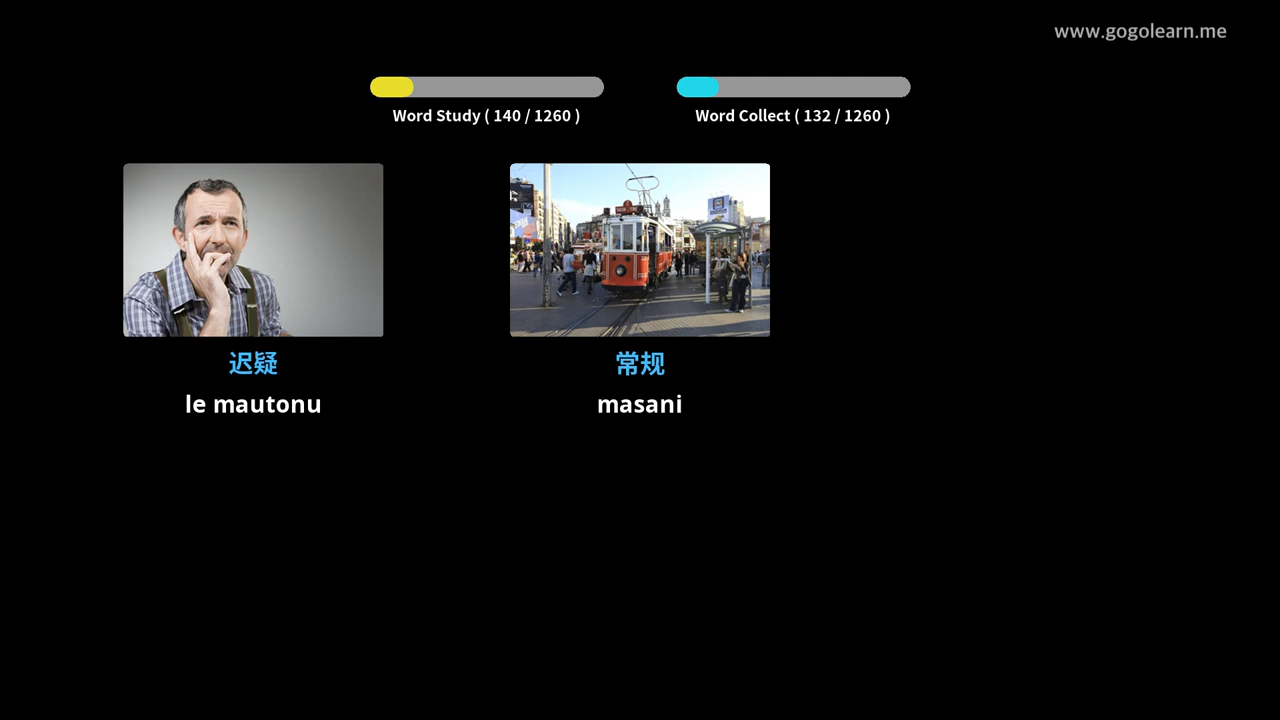 www.gogolearn.me
Word Study ( 140 / 1260 )
Word Collect ( 132 / 1260 )
迟疑
常规
le mautonu
masani